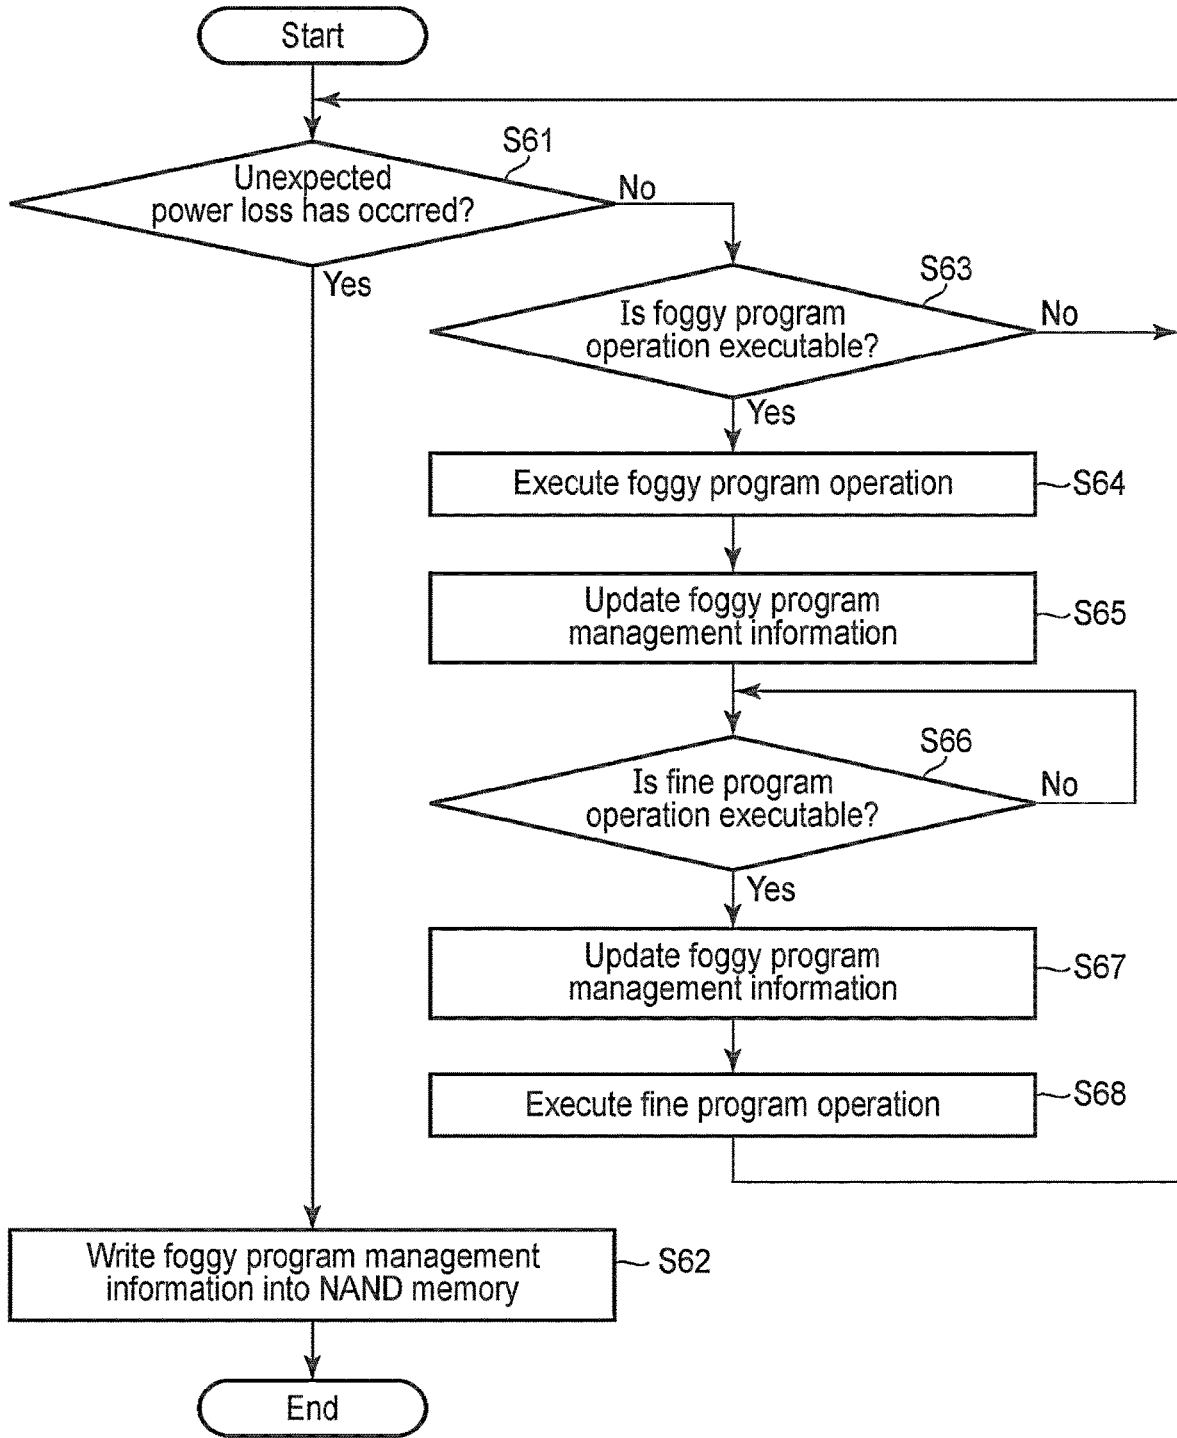 Start
S61
Unexpected
power loss has occrred?
No
Yes
S63
Is foggy program
operation executable?
No
Yes
Execute foggy program operation
S64
Update foggy program
management information
S65
S66
Is fine program
operation executable?
No
Yes
Update foggy program
management information
S67
Execute fine program operation
S68
Write foggy program management
information into NAND memory
S62
End